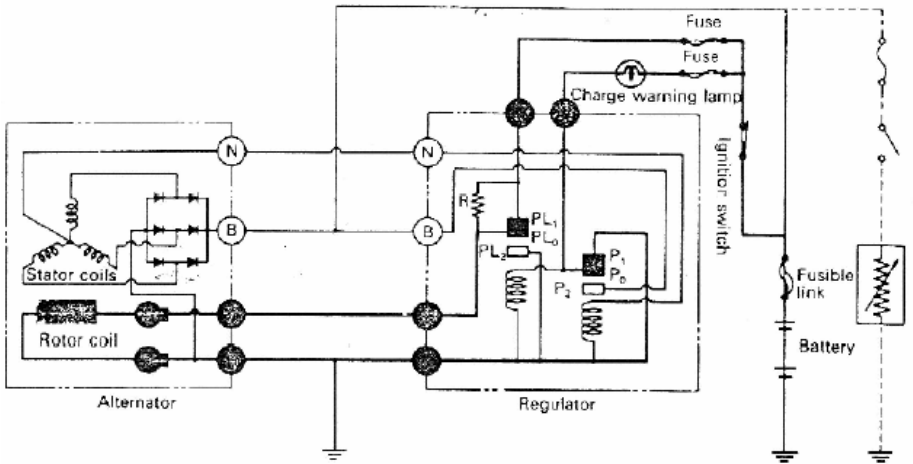 Fuse
Fuse
Charge warning lamp
Ignition switch
N
N
R
PL1
PL0
B
B
PL2
P1
P0
P2
Stator coils
Fusible
link
Rotor coil
Battery
Alternator
Regulator